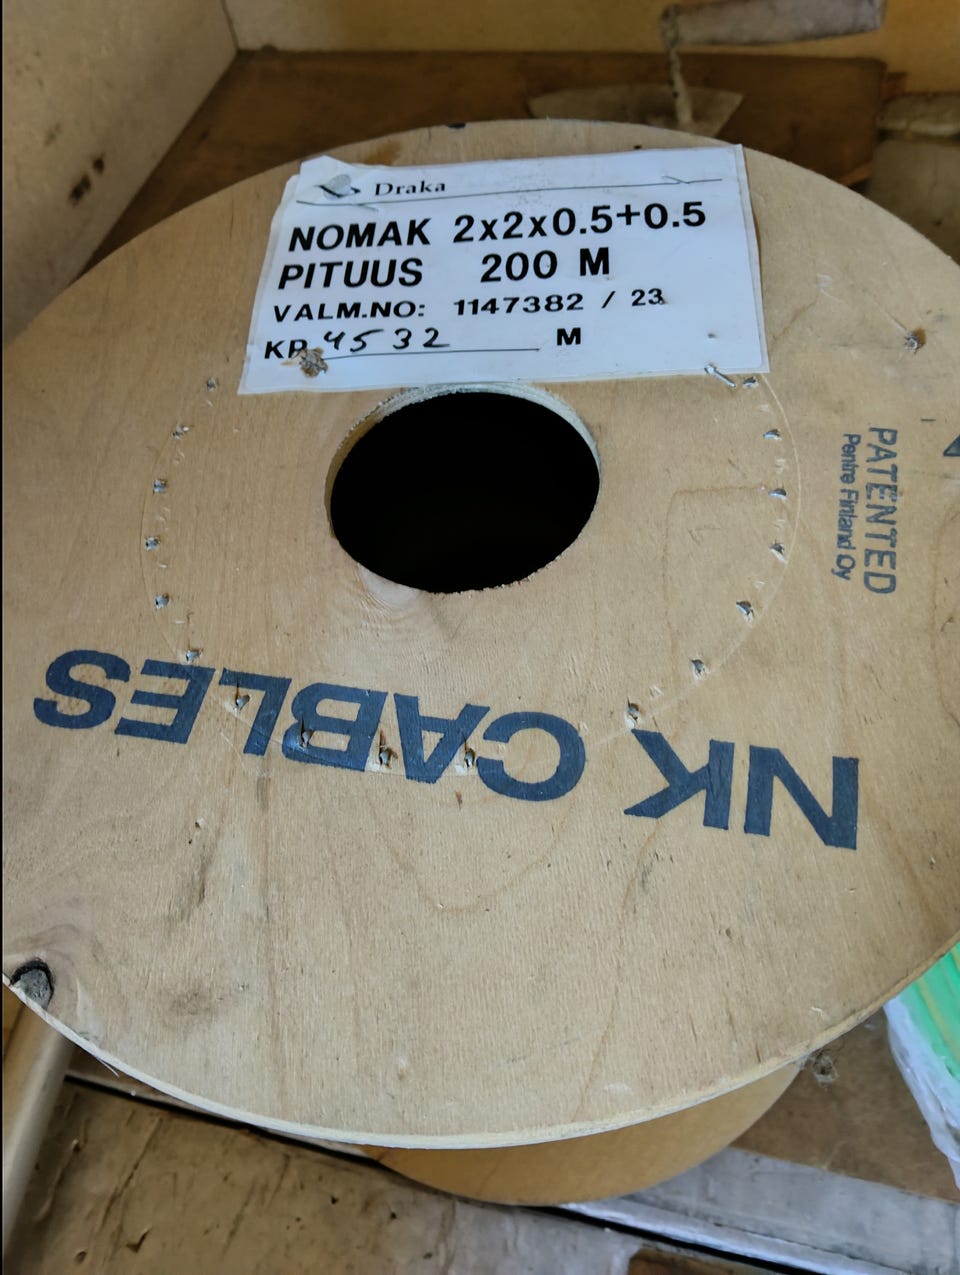 Draka
NOMAK 2x2x0.5+0.5
PITUUS 200 M
VALM.NO: 1147382 / 23
KP 4532 M
PATENTED
Pentre Finland Oy
NK CABLES